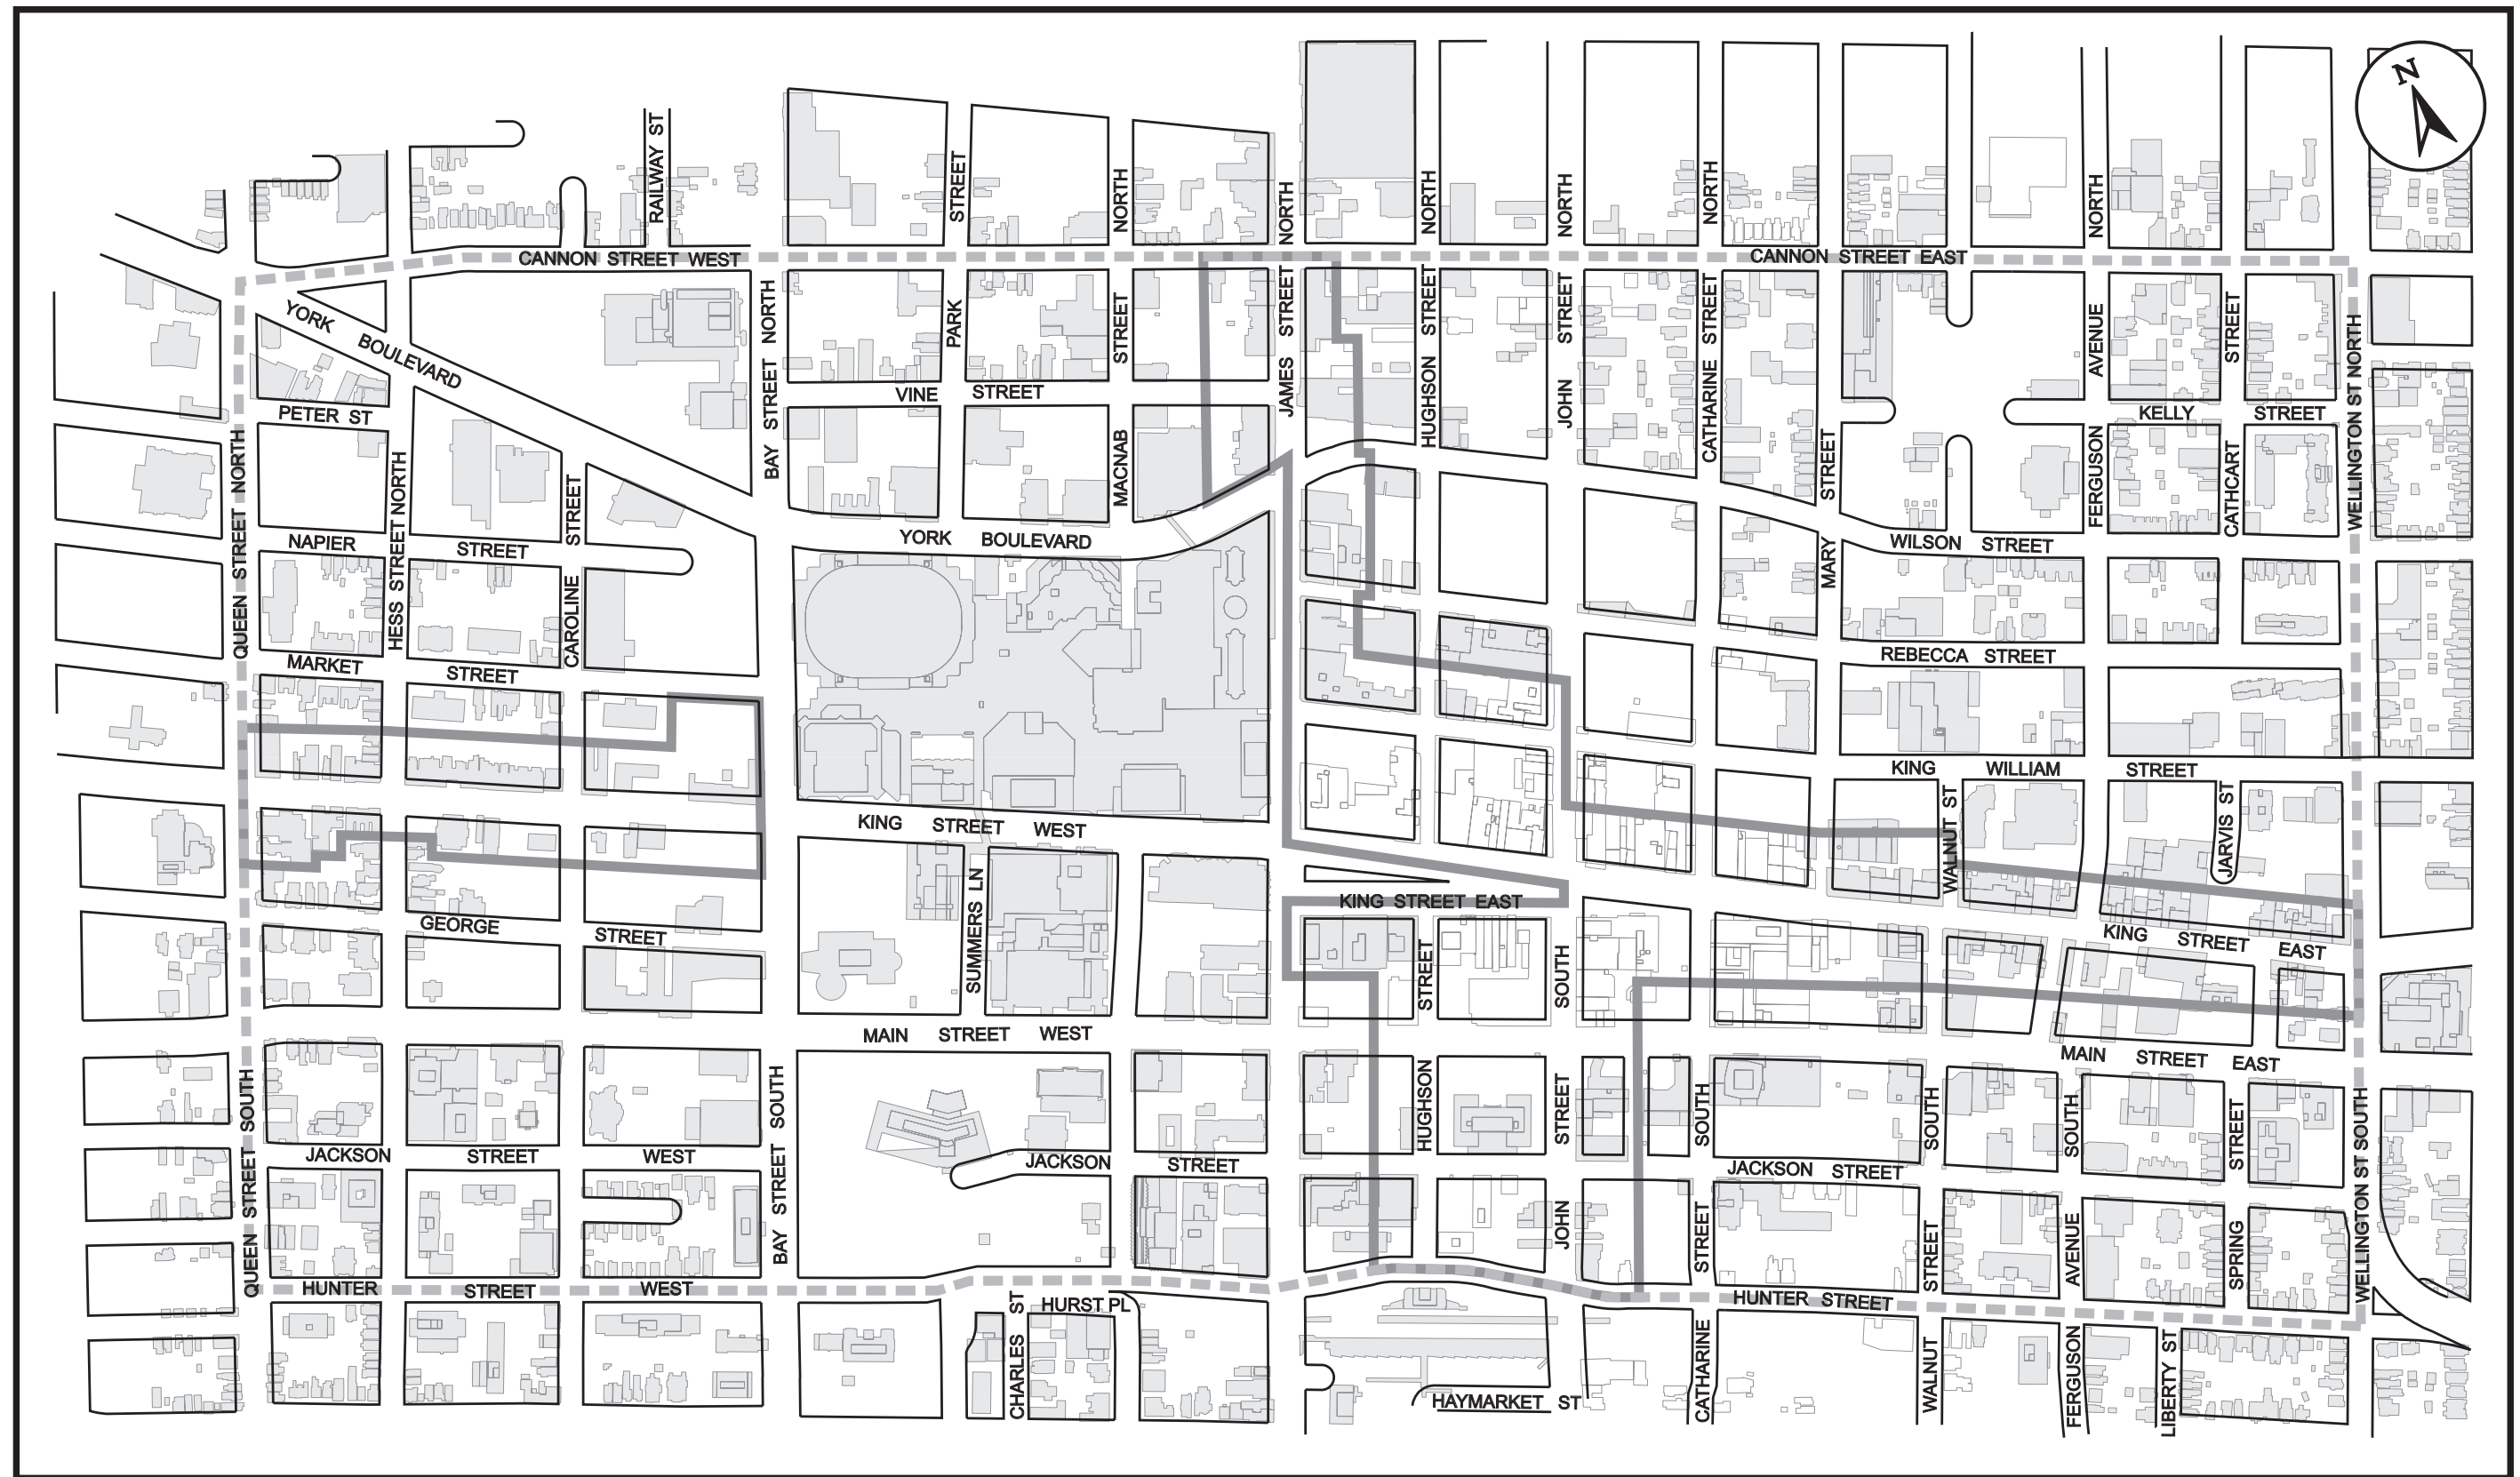 N
RAILWAY ST
STREET
NORTH
NORTH
NORTH
NORTH
NORTH
NORTH
CANNON STREET WEST
CANNON STREET EAST
YORK
BOULEVARD
BAY STREET NORTH
PARK
STREET
JAMES STREET
HUGHSON STREET
JOHN STREET
CATHARINE STREET
AVENUE
STREET
WELLINGTON ST NORTH
VINE STREET
PETER ST
KELLY STREET
QUEEN STREET NORTH
HESS STREET NORTH
CAROLINE STREET
MACNAB
MARY STREET
FERGUSON
CATHCART
NAPIER STREET
YORK BOULEVARD
WILSON STREET
MARKET STREET
REBECCA STREET
KING WILLIAM STREET
WALNUT ST
JARVIS ST
KING STREET WEST
SUMMERS LN
KING STREET EAST
GEORGE STREET
STREET
SOUTH
KING STREET EAST
MAIN STREET WEST
MAIN STREET EAST
QUEEN STREET SOUTH
BAY STREET SOUTH
HUGHSON
STREET
SOUTH
SOUTH
SOUTH
STREET
WELLINGTON ST SOUTH
JACKSON STREET WEST
JACKSON STREET
JACKSON STREET
JOHN
STREET
STREET
AVENUE
SPRING
HUNTER STREET WEST
HUNTER STREET
CHARLES ST
HURST PL
HAYMARKET ST
CATHARINE
WALNUT
FERGUSON
LIBERTY ST